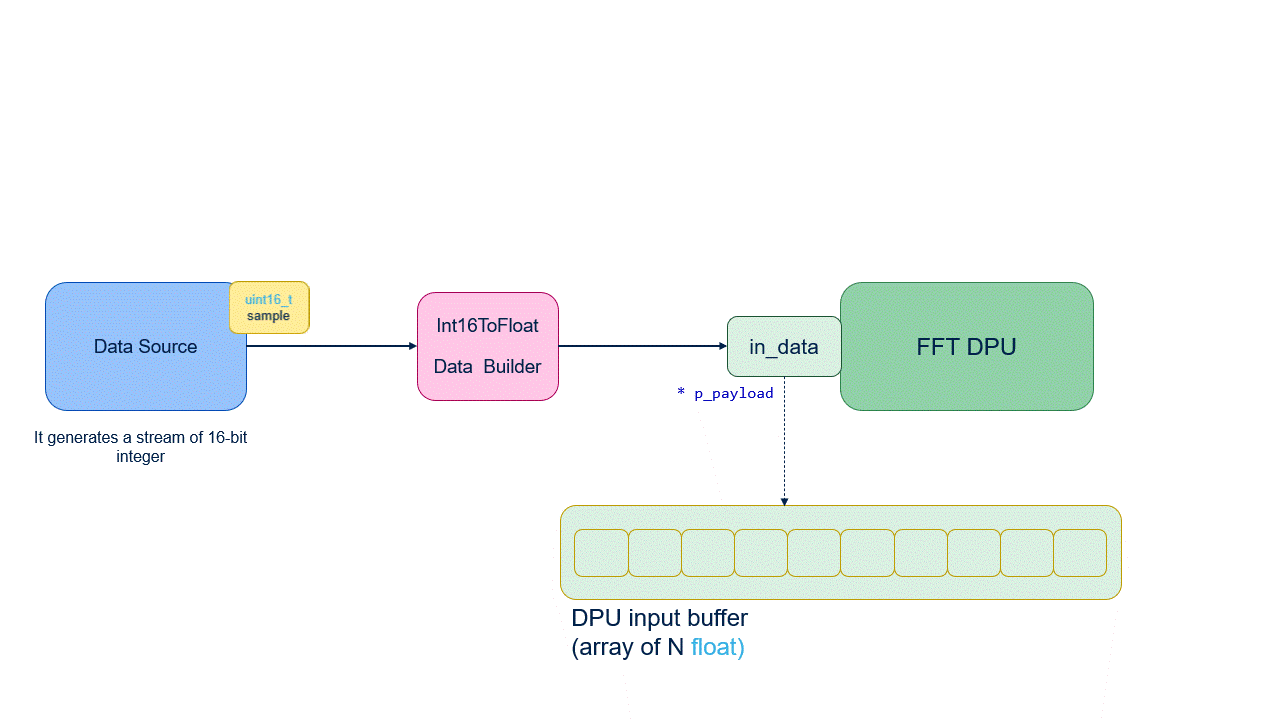 uint16_t
sample
Data Source
Int16ToFloat
Data Builder
in_data
FFT DPU
* p_payload
It generates a stream of 16-bit
integer
DPU input buffer
(array of N float)